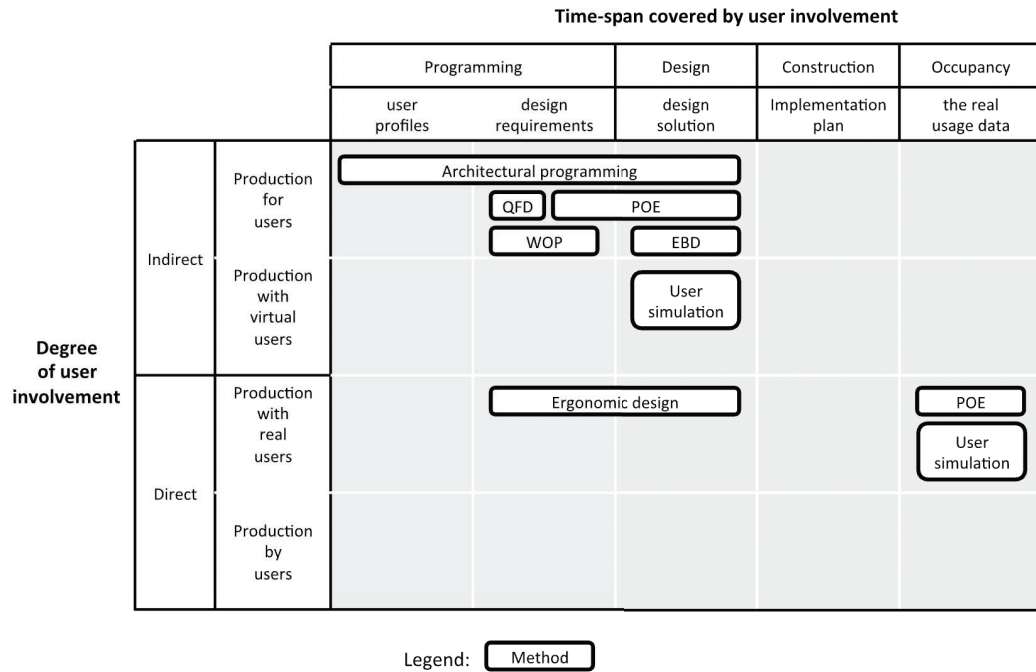 Time-span covered by user involvement
Programming
Design
Construction
Occupancy
user
profiles
design
requirements
design
solution
Implementation
plan
the real
usage data
Degree
of user
involvement
Indirect
Production
for
users
Architectural programming
QFD
POE
WOP
EBD
Production
with
virtual
users
User
simulation
Direct
Production
with
real
users
Ergonomic design
POE
User
simulation
Production
by
users
Legend:
Method